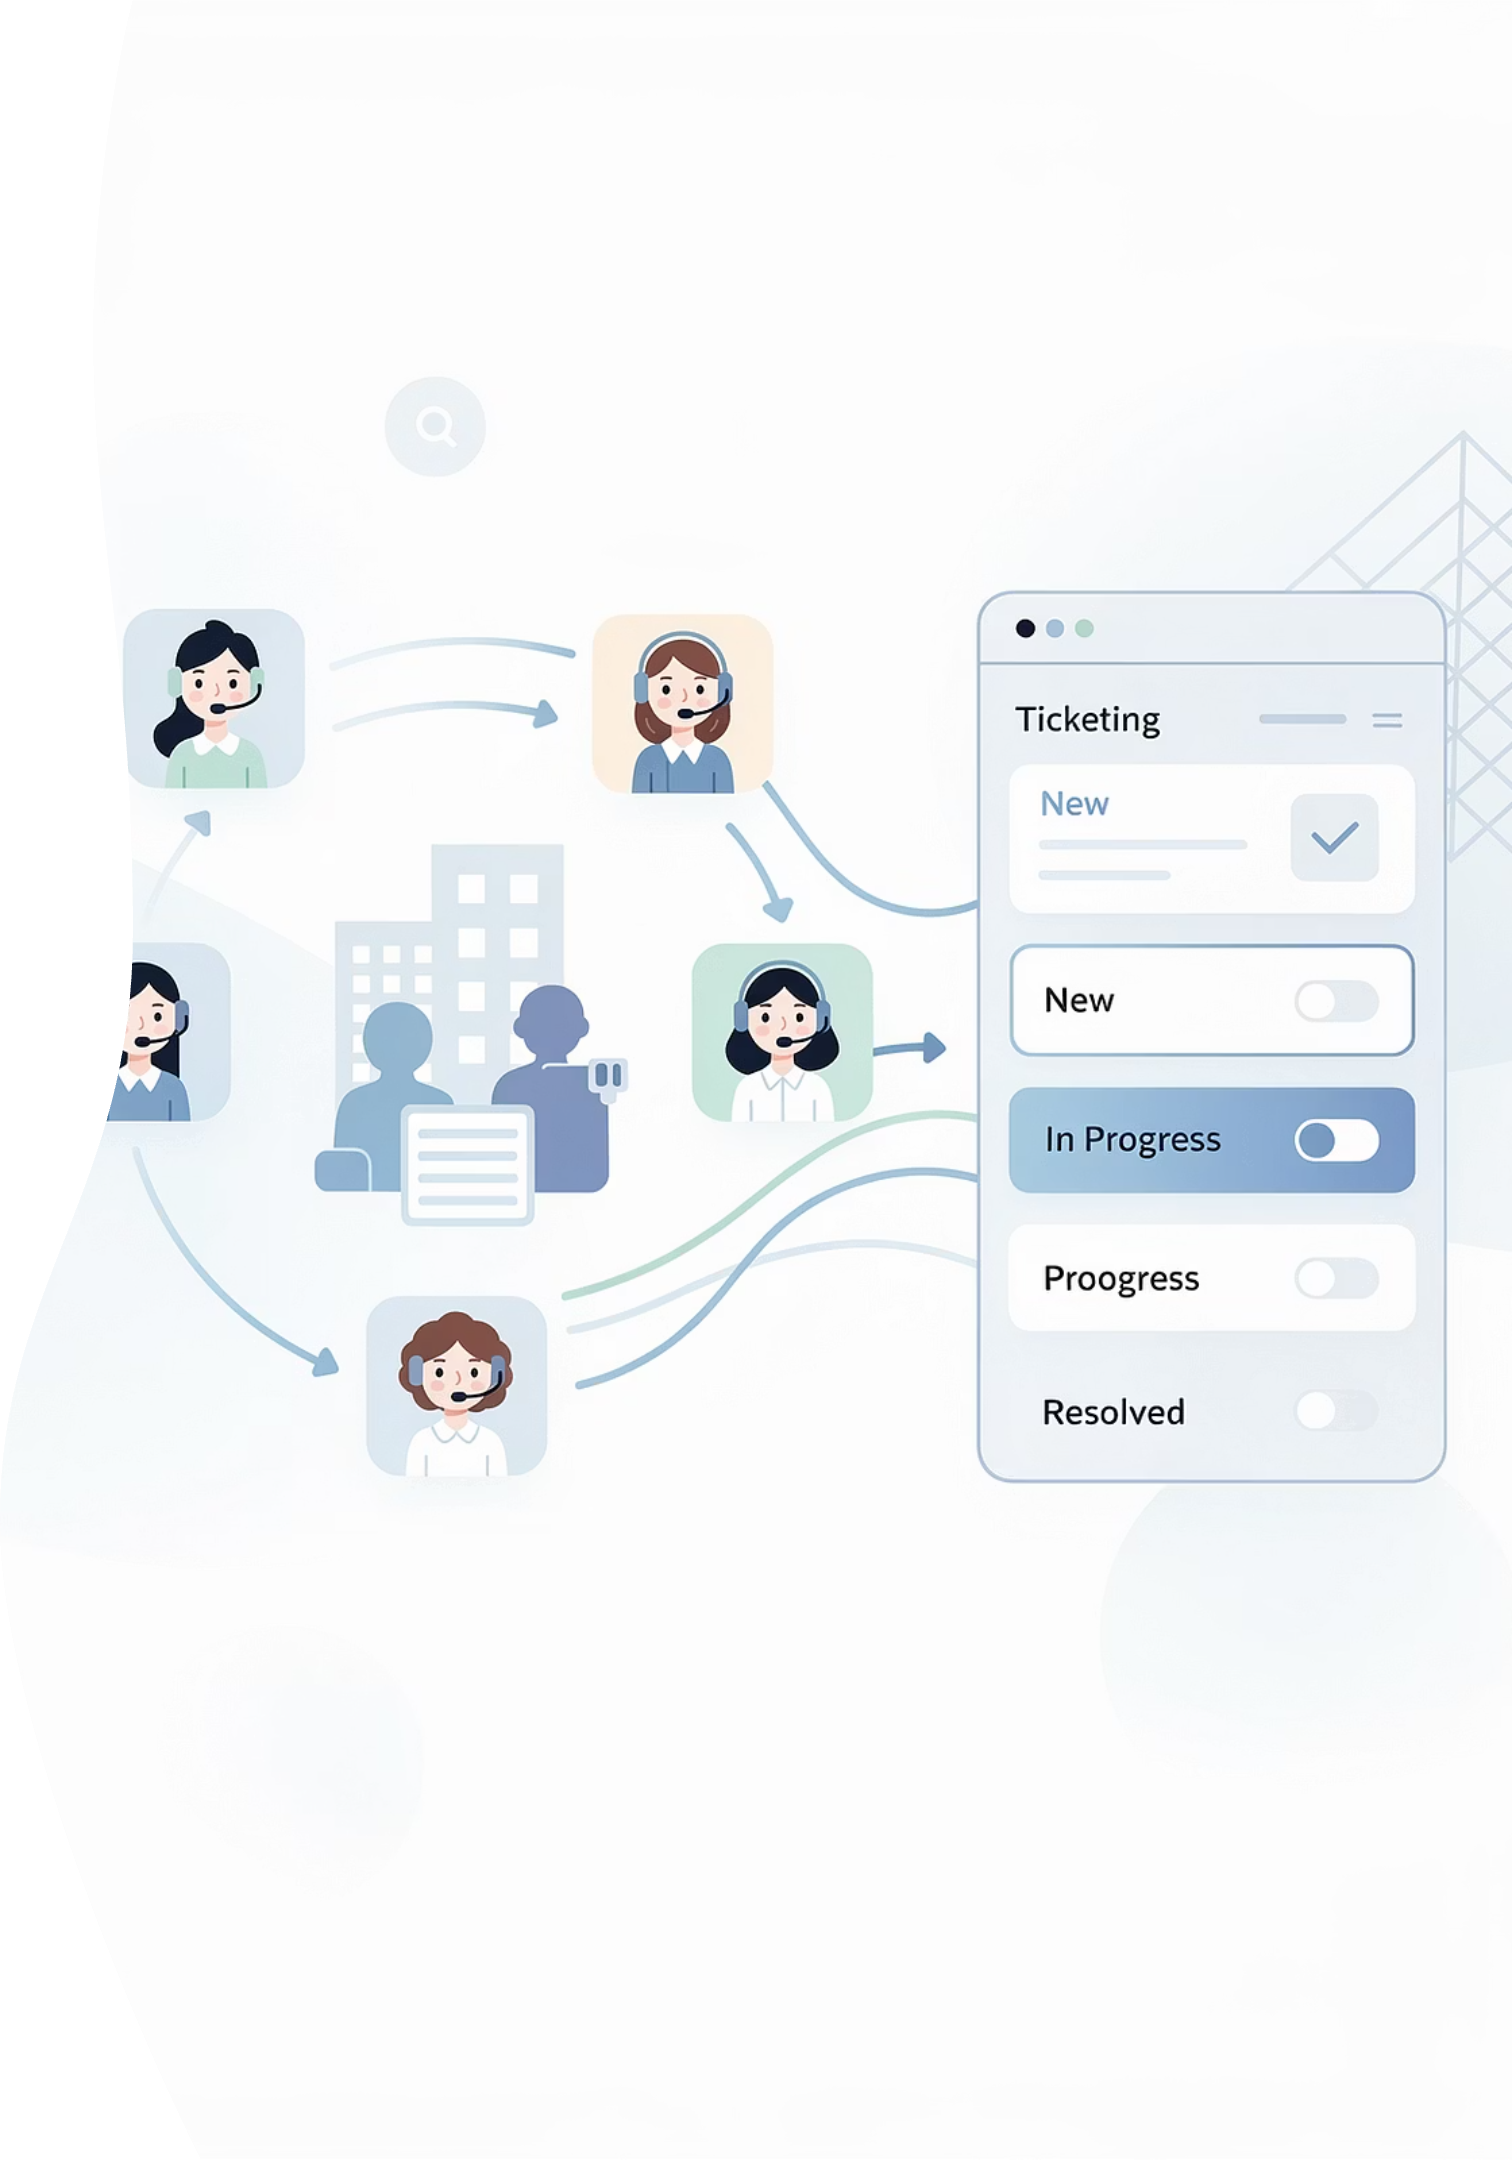 Ticketing
New
New
In Progress
Proogress
Resolved